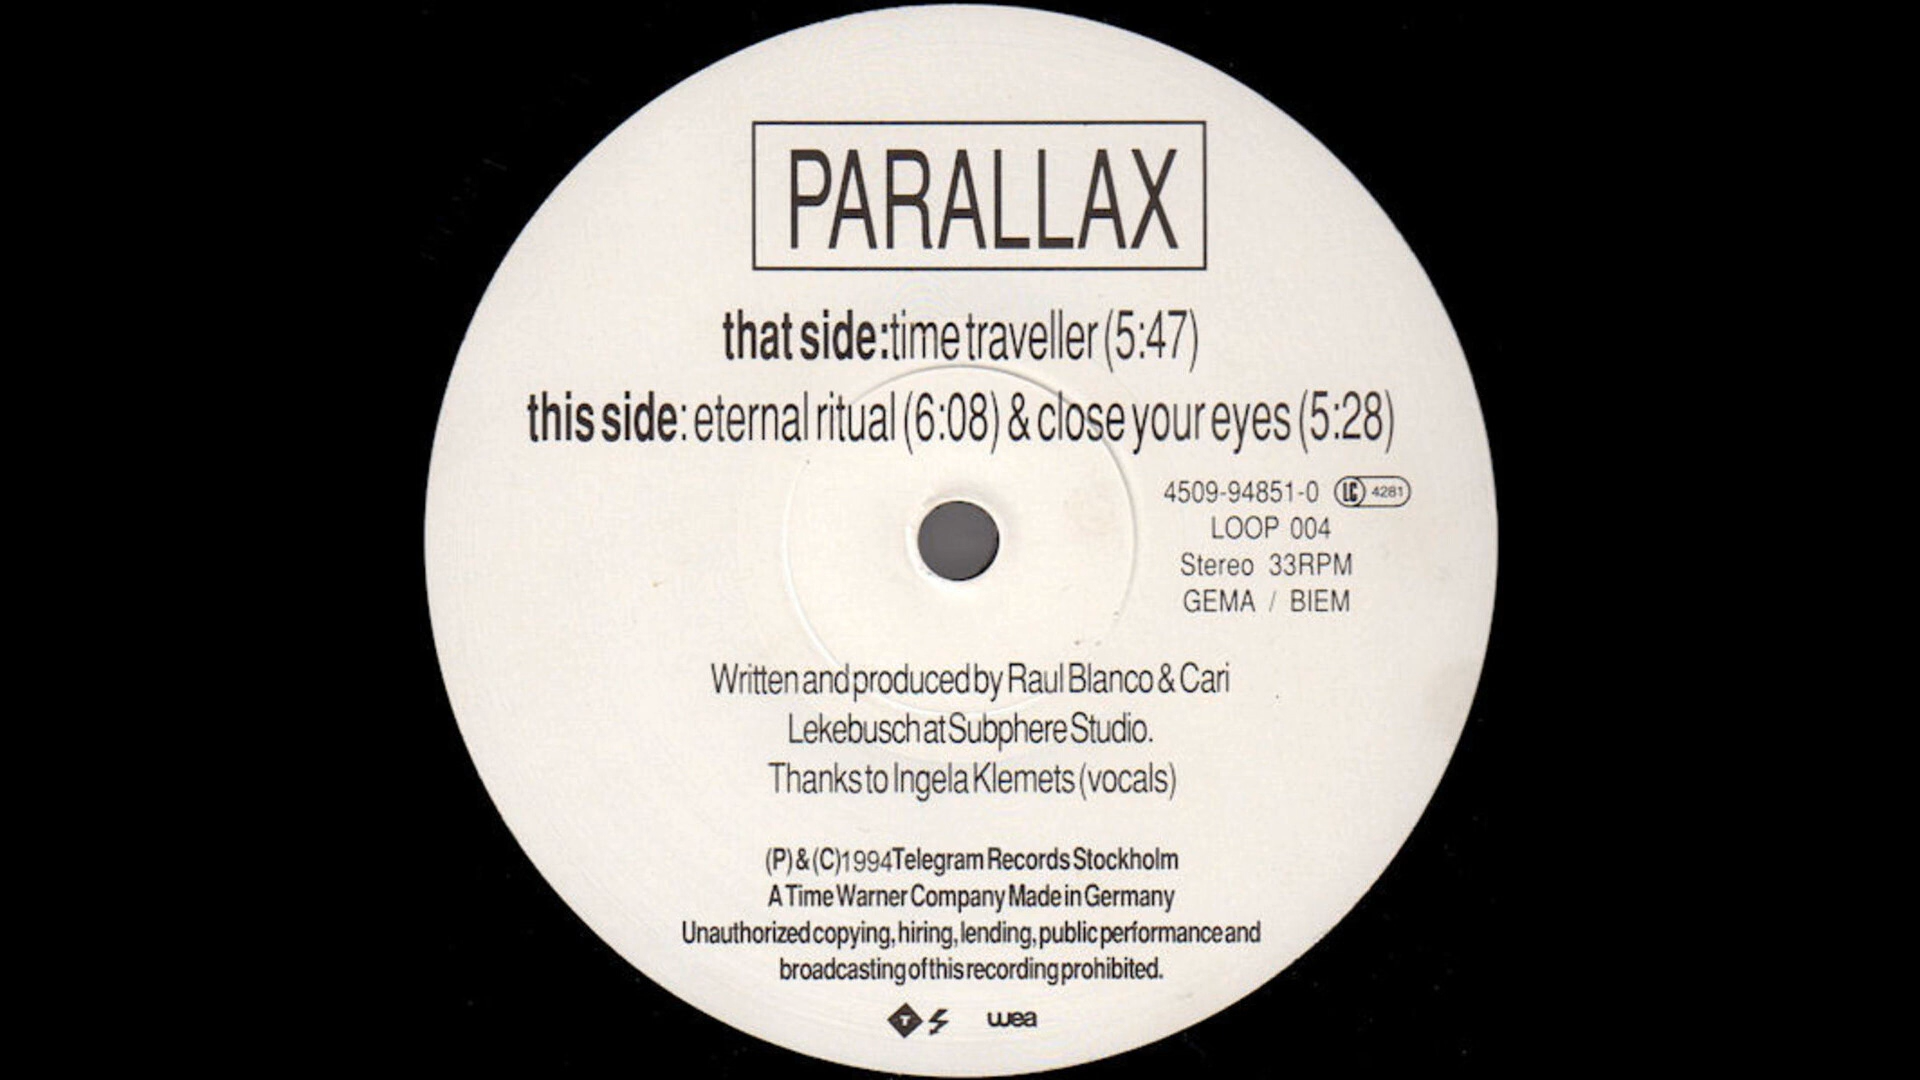 PARALLAX
that side: time traveller (5:47)
this side: eternal ritual (6:08) & close your eyes (5:28)
4509-94851-0 LC 4281
LOOP 004
Stereo 33RPM
GEMA / BIEM
Written and produced by Raul Blanco & Cari
Lekebusch at Subphere Studio.
Thanks to Ingela Klemets (vocals)
(P) & (C) 1994 Telegram Records Stockholm
A Time Warner Company Made in Germany
Unauthorized copying, hiring, lending, public performance and
broadcasting of this recording prohibited.
T wea